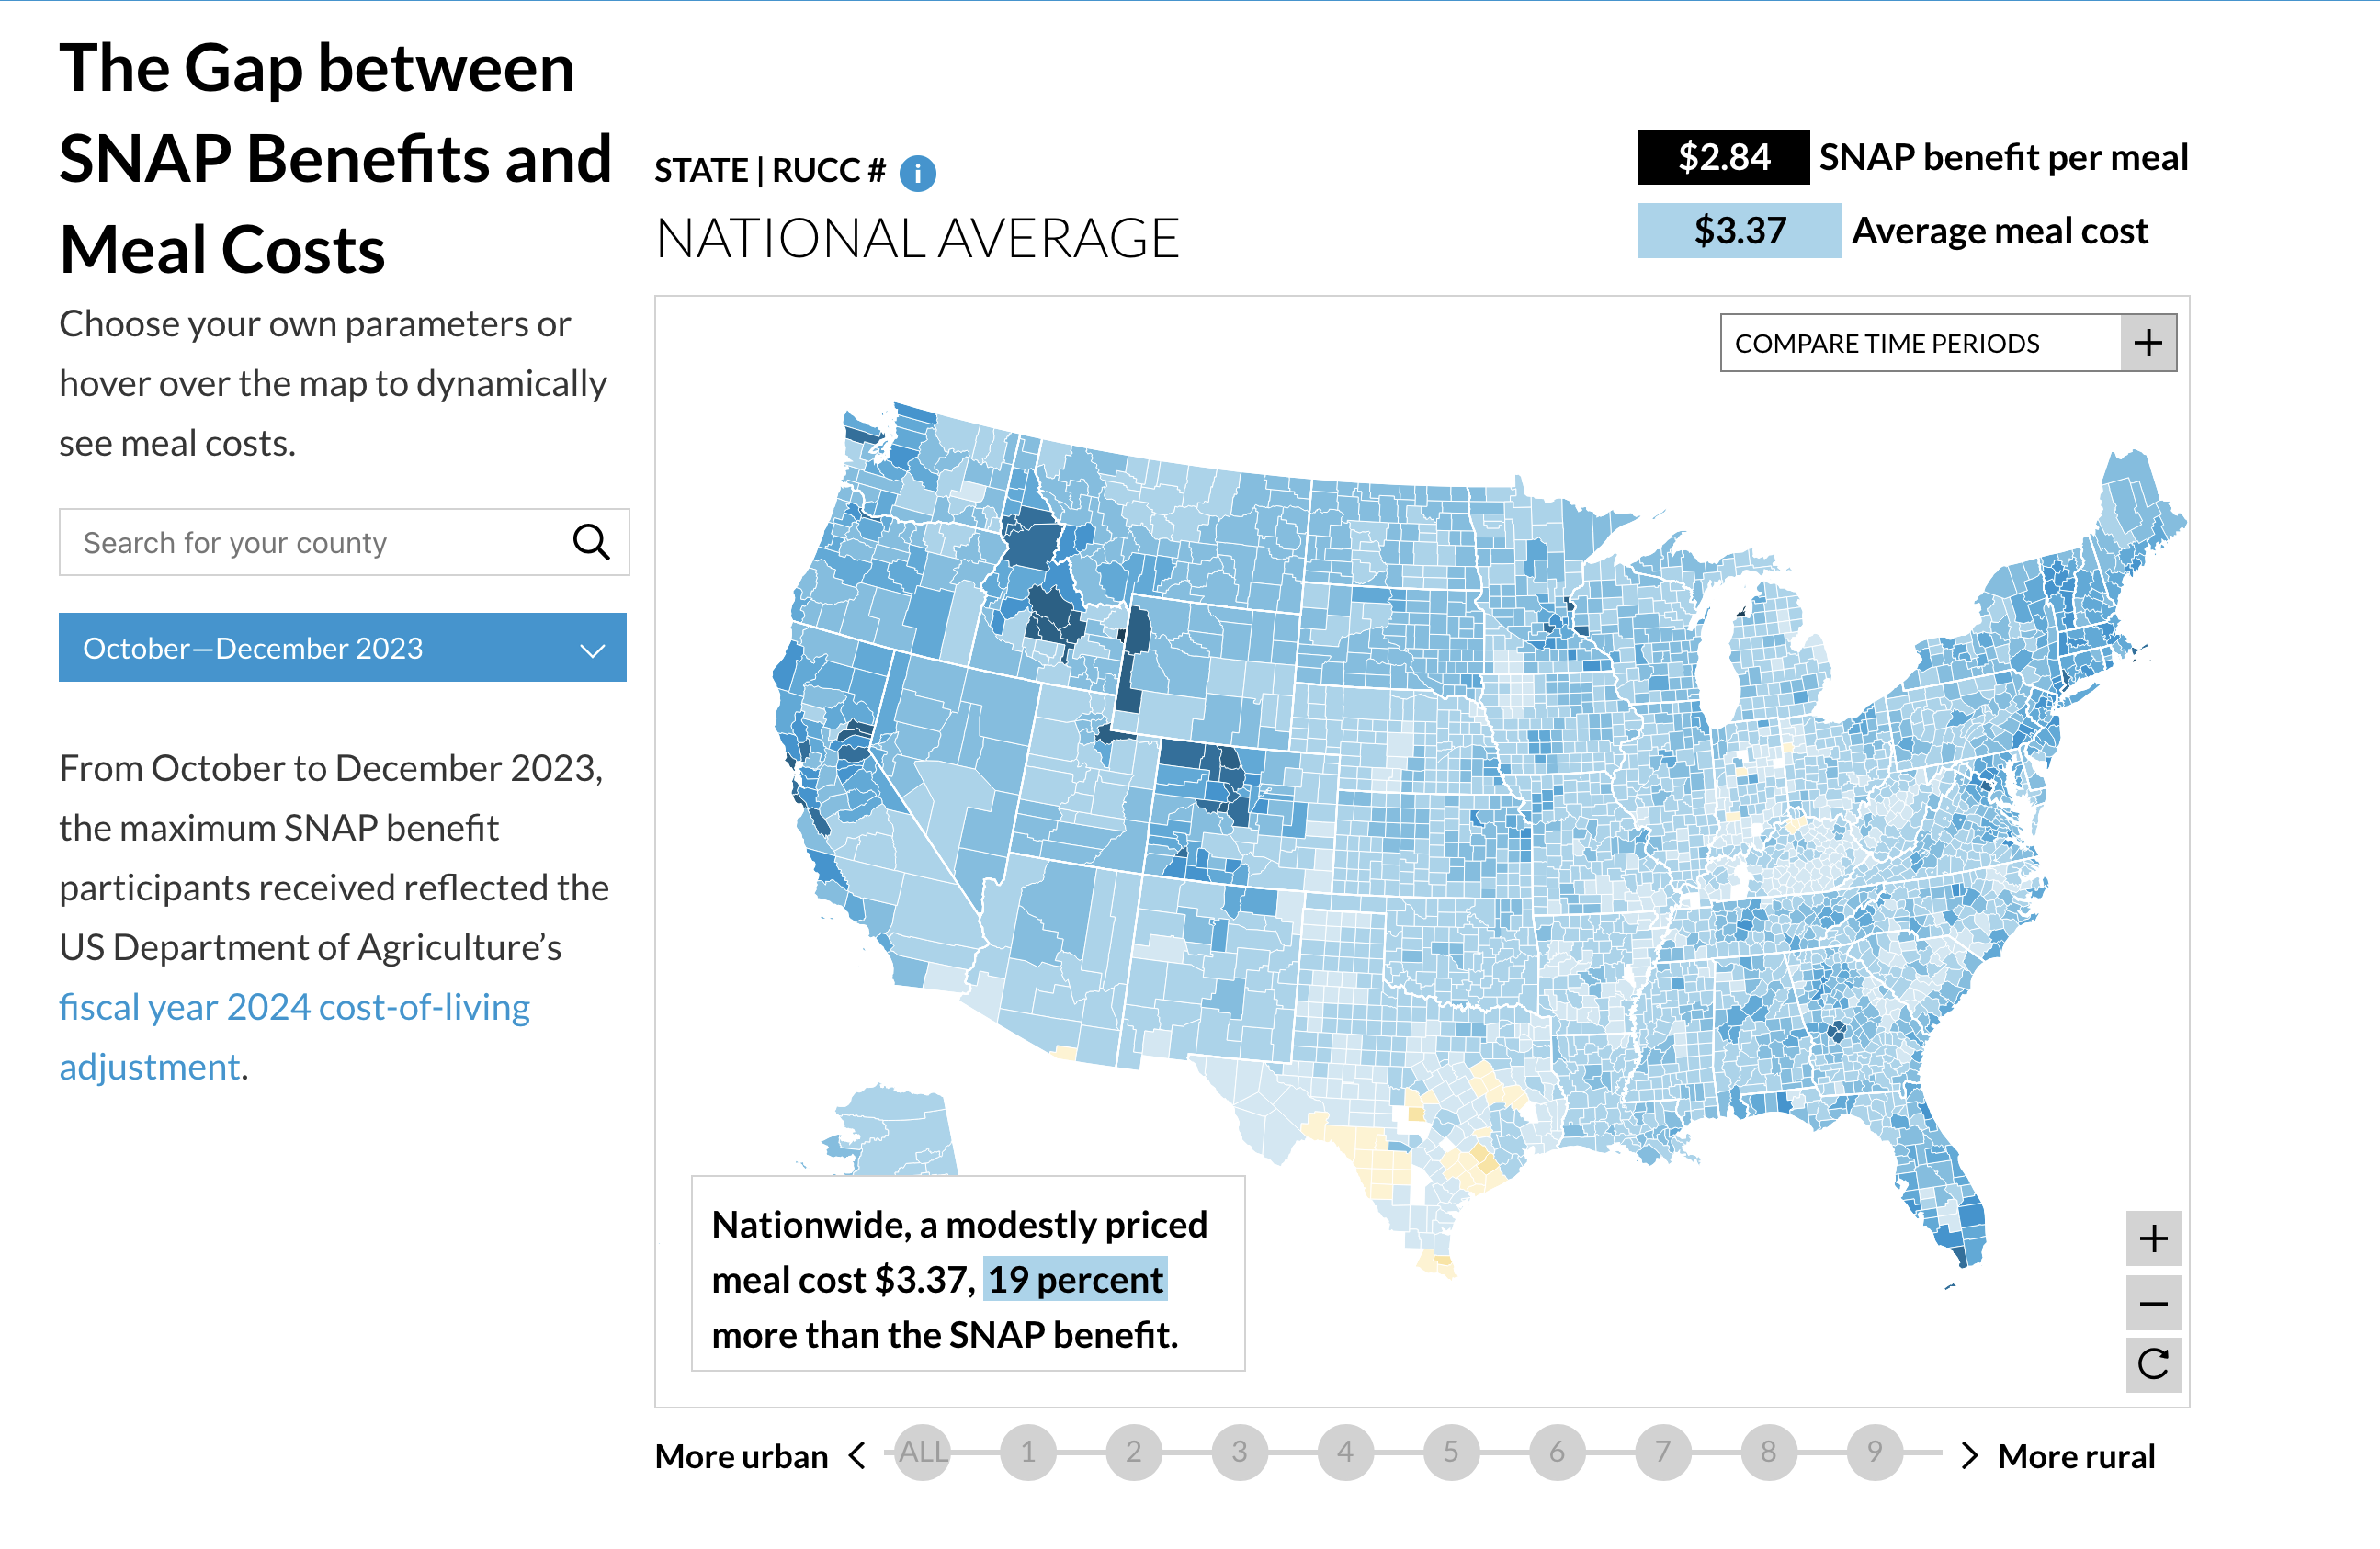 The Gap between
SNAP Benefits and
Meal Costs
Choose your own parameters or
hover over the map to dynamically
see meal costs.
Search for your county
October—December 2023
From October to December 2023,
the maximum SNAP benefit
participants received reflected the
US Department of Agriculture’s
fiscal year 2024 cost-of-living
adjustment.
STATE | RUCC # i
NATIONAL AVERAGE
$2.84 SNAP benefit per meal
$3.37 Average meal cost
COMPARE TIME PERIODS +
Nationwide, a modestly priced
meal cost $3.37, 19 percent
more than the SNAP benefit.
+
−
More urban < ALL 1 2 3 4 5 6 7 8 9 > More rural